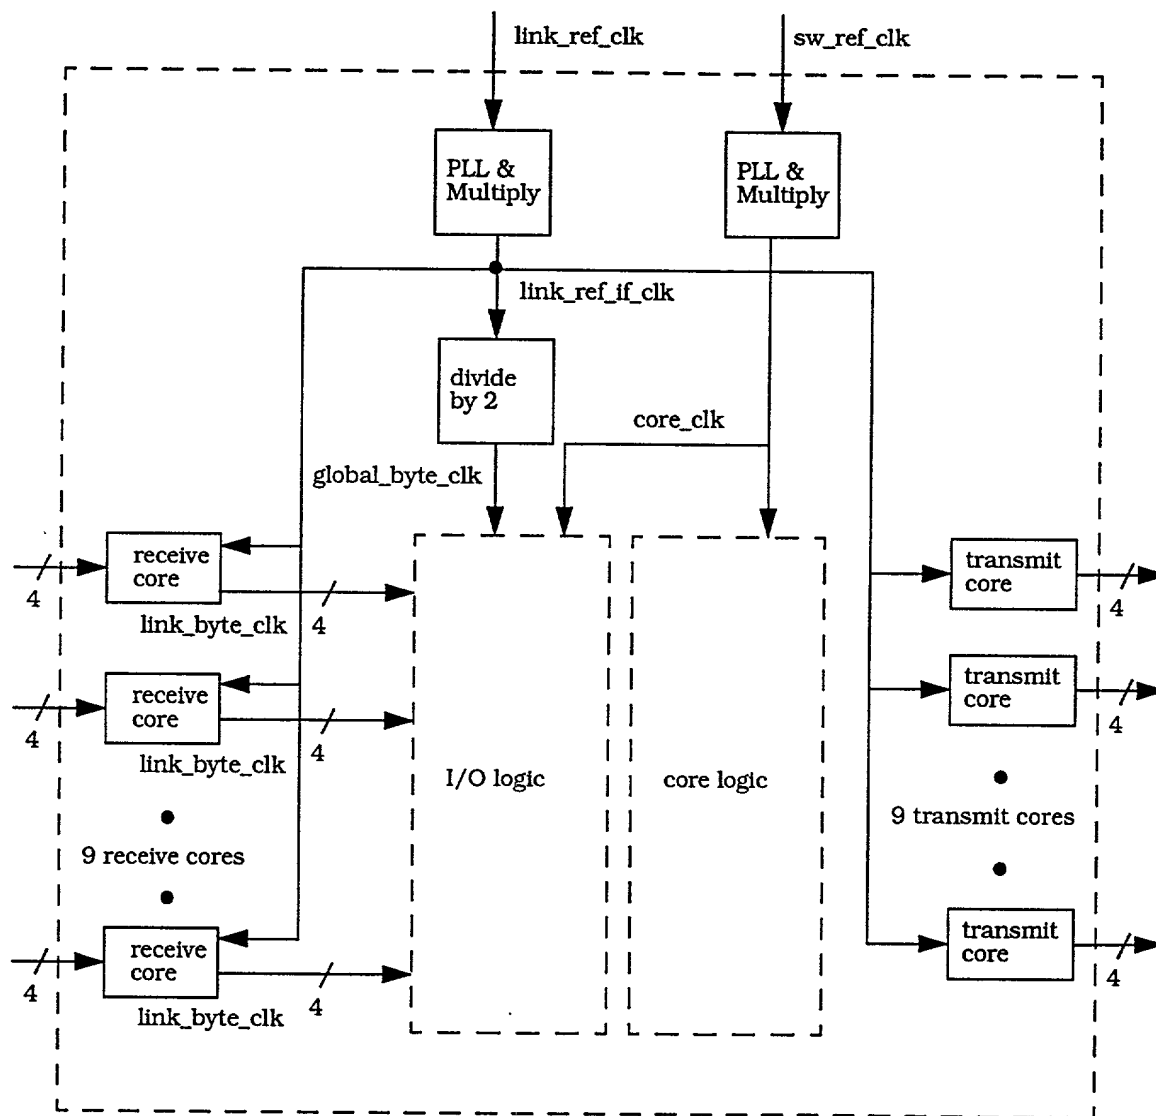 link_ref_clk
sw_ref_clk
PLL &
Multiply
PLL &
Multiply
link_ref_if_clk
divide
by 2
core_clk
global_byte_clk
receive
core
4
link_byte_clk
4
transmit
core
4
receive
core
4
link_byte_clk
4
transmit
core
4
I/O logic
core logic
9 receive cores
9 transmit cores
receive
core
4
link_byte_clk
4
transmit
core
4